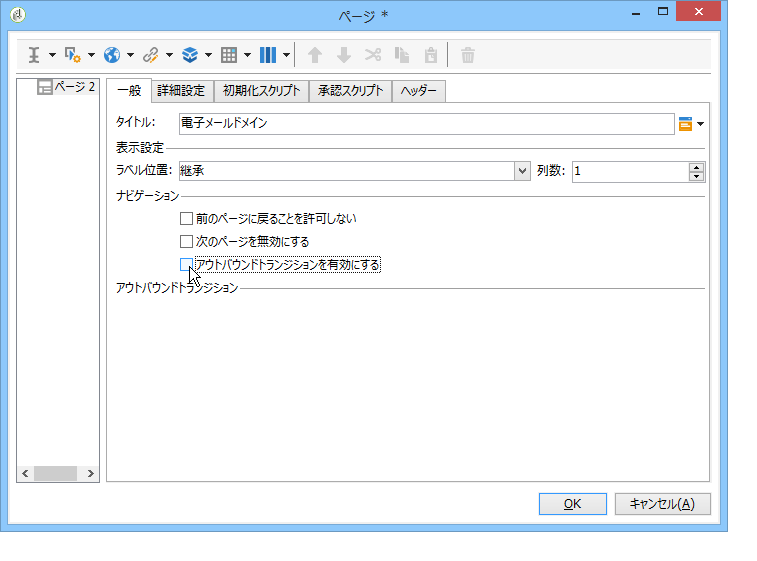 ページ *
ページ 2
一般 詳細設定 初期化スクリプト 承認スクリプト ヘッダー
タイトル: 電子メールドメイン
表示設定
ラベル位置: 継承 列数: 1
ナビゲーション
前のページに戻ることを許可しない
次のページを無効にする
アウトバウンドトランジションを有効にする
アウトバウンドトランジション
OK キャンセル(A)